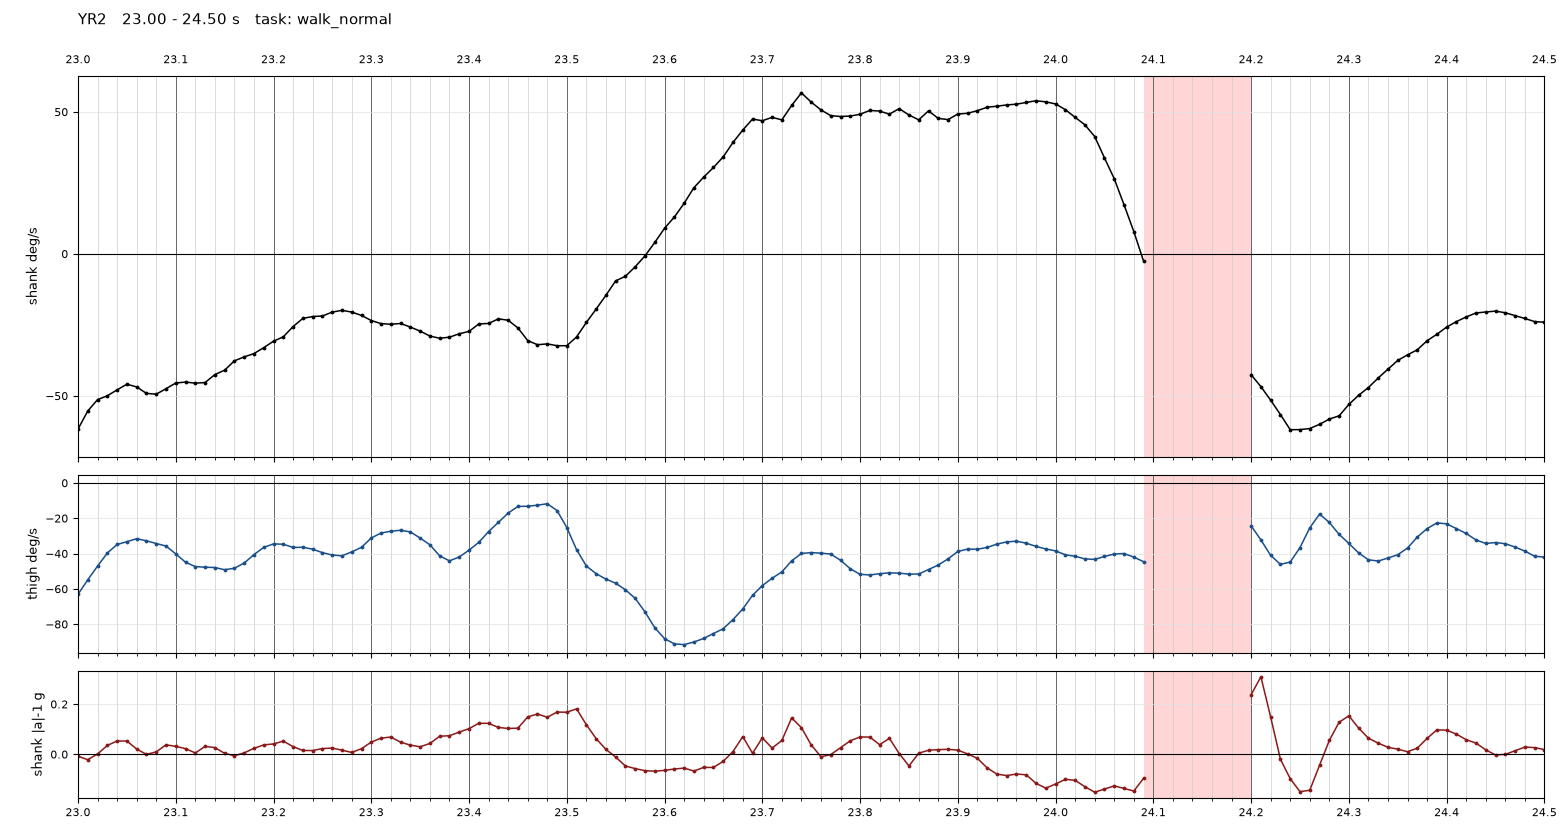 YR2   23.00 - 24.50 s   task: walk_normal
23.0 23.1 23.2 23.3 23.4 23.5 23.6 23.7 23.8 23.9 24.0 24.1 24.2 24.3 24.4 24.5
50
0
−50
shank deg/s
0
−20
−40
−60
−80
thigh deg/s
0.2
0.0
shank |a|-1 g
23.0 23.1 23.2 23.3 23.4 23.5 23.6 23.7 23.8 23.9 24.0 24.1 24.2 24.3 24.4 24.5